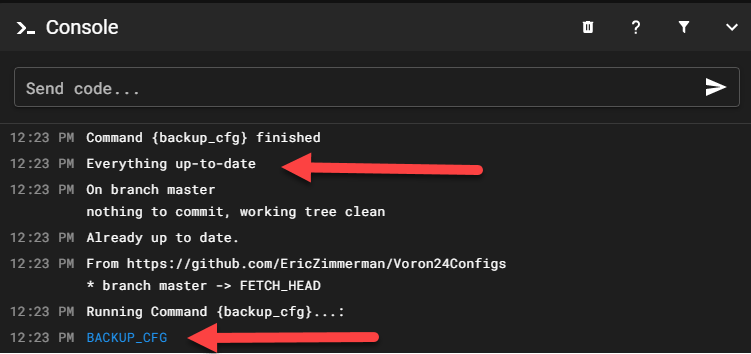 Console
?
Send code...
12:23 PM Command {backup_cfg} finished
12:23 PM Everything up-to-date
12:23 PM On branch master
nothing to commit, working tree clean
12:23 PM Already up to date.
12:23 PM From https://github.com/EricZimmerman/Voron24Configs
* branch master -> FETCH_HEAD
12:23 PM Running Command {backup_cfg}...:
12:23 PM BACKUP_CFG